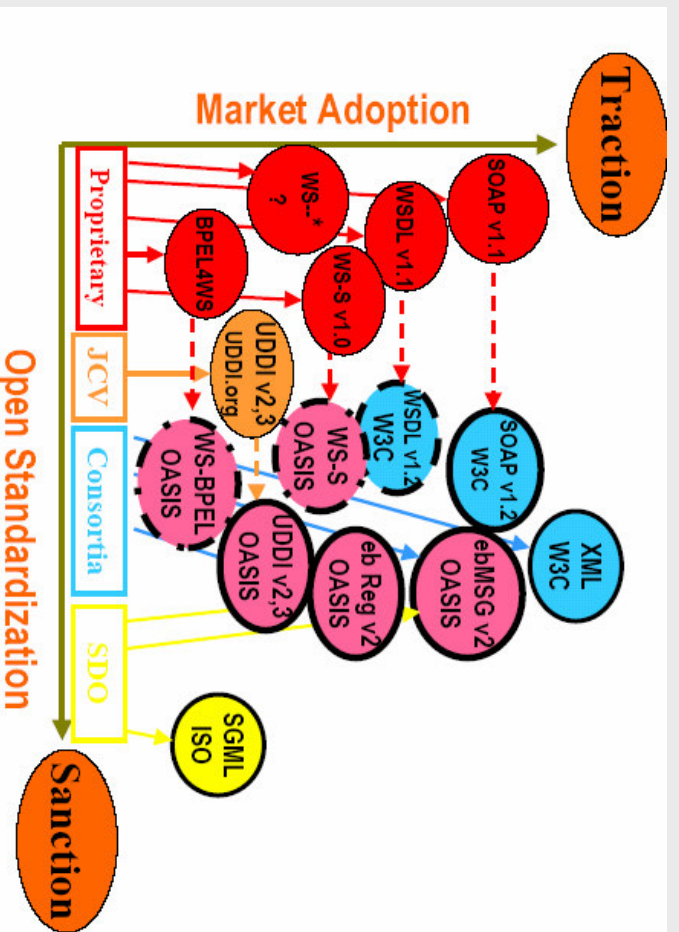 Traction
Market Adoption
SOAP v1.1
WSDL v1.1
WS--*
?
WS-S v1.0
BPEL4WS
UDDI v2,3
UDDI.org
XML
W3C
SOAP v1.2
W3C
WSDL v1.2
W3C
ebMSG v2
OASIS
WS-S
OASIS
eb Reg v2
OASIS
UDDI v2,3
OASIS
WS-BPEL
OASIS
SGML
ISO
Proprietary
JCV
Consortia
SDO
Open Standardization
Sanction